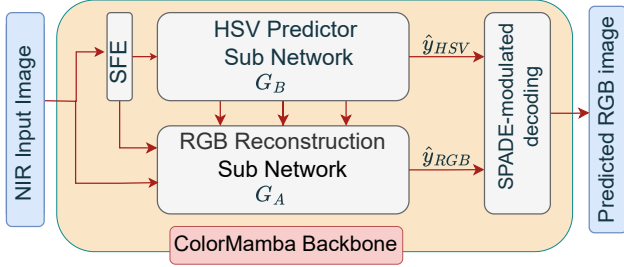 NIR Input Image
SFE
HSV Predictor
Sub Network
G_B
ŷ_HSV
RGB Reconstruction
Sub Network
G_A
ŷ_RGB
SPADE-modulated
decoding
Predicted RGB image
ColorMamba Backbone